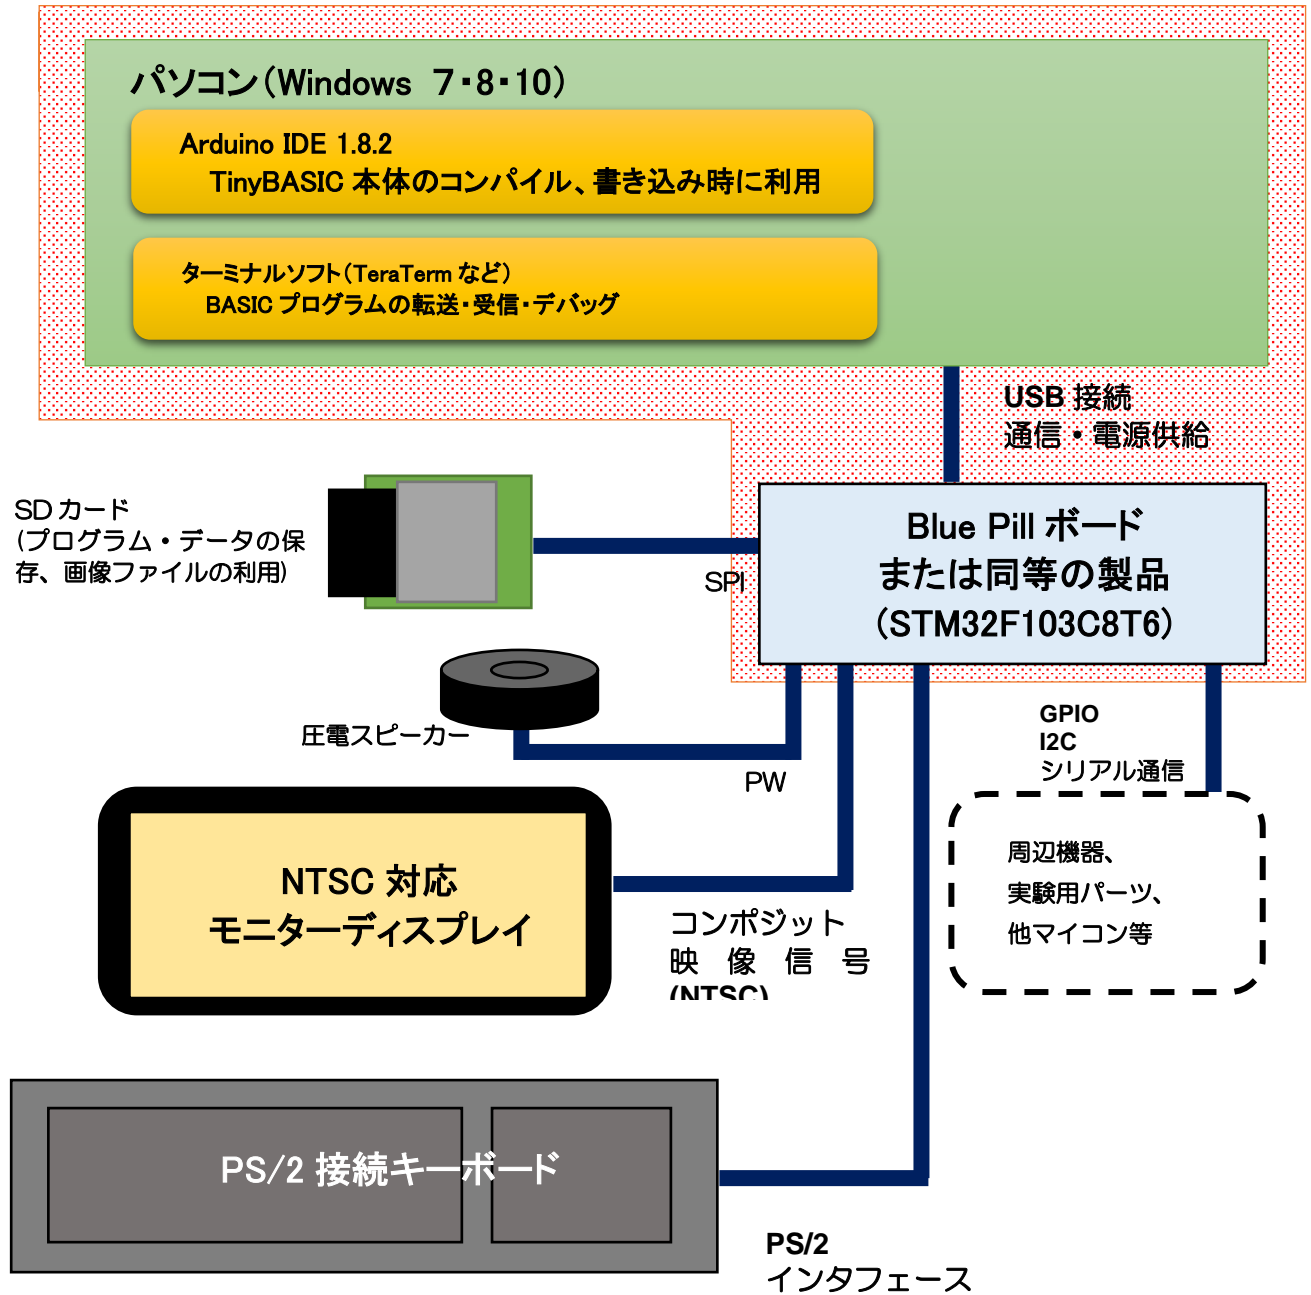 パソコン(Windows 7・8・10)
Arduino IDE 1.8.2
TinyBASIC 本体のコンパイル、書き込み時に利用
ターミナルソフト(TeraTerm など)
BASIC プログラムの転送・受信・デバッグ
USB 接続
通信・電源供給
SD カード
(プログラム・データの保
存、画像ファイルの利用)
SPI
Blue Pill ボード
または同等の製品
(STM32F103C8T6)
圧電スピーカー
PW
GPIO
I2C
シリアル通信
NTSC 対応
モニターディスプレイ
コンポジット
映 像 信 号
(NTSC)
周辺機器、
実験用パーツ、
他マイコン等
PS/2 接続キーボード
PS/2
インタフェース